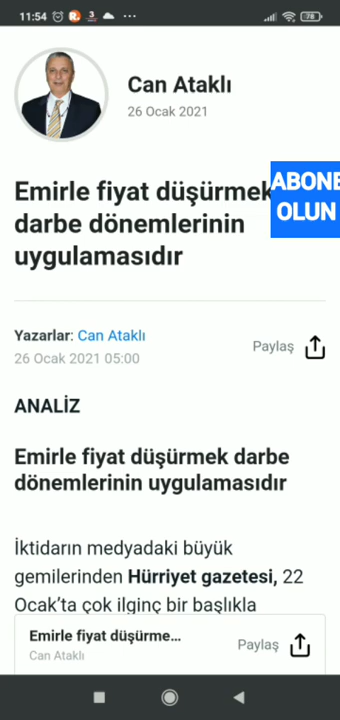 11:54
R.
3
78
Can Ataklı
26 Ocak 2021
ABONE
OLUN
Emirle fiyat düşürmek
darbe dönemlerinin
uygulamasıdır
Yazarlar: Can Ataklı
26 Ocak 2021 05:00
Paylaş
ANALİZ
Emirle fiyat düşürmek darbe
dönemlerinin uygulamasıdır
İktidarın medyadaki büyük
gemilerinden Hürriyet gazetesi, 22
Ocak’ta çok ilginç bir başlıkla
Emirle fiyat düşürme...
Can Ataklı
Paylaş